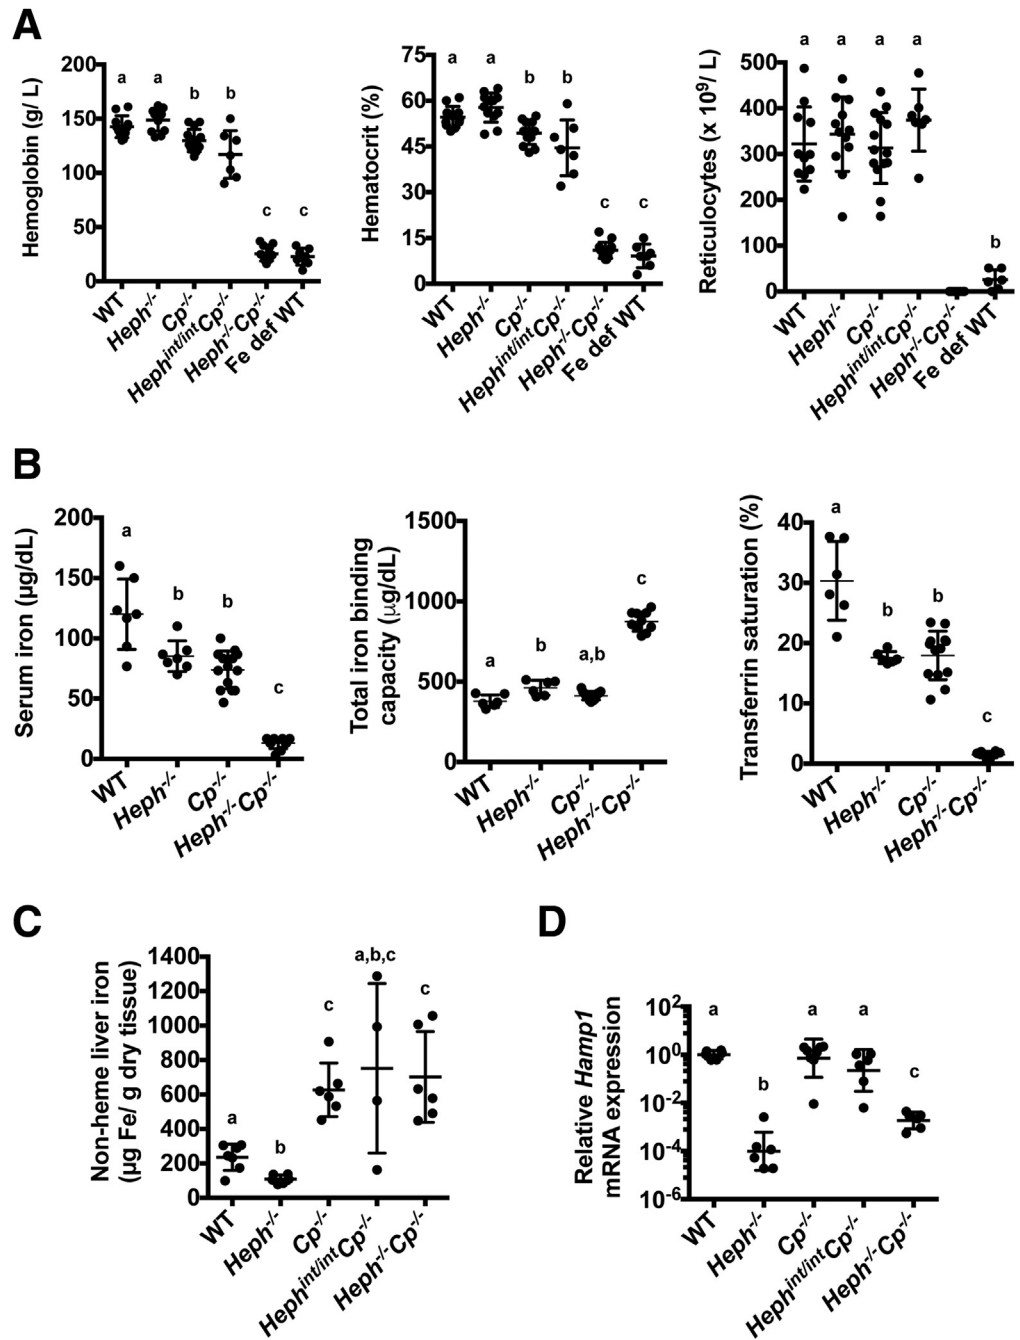 A
Hemoglobin (g/ L)
200
150
100
50
0
a
a
b
b
c
c
WT
Heph-/-
Cp-/-
Hephint/intCp-/-
Heph-/-Cp-/-
Fe def WT
Hematocrit (%)
75
60
45
30
15
0
a
a
b
b
c
c
WT
Heph-/-
Cp-/-
Hephint/intCp-/-
Heph-/-Cp-/-
Fe def WT
Reticulocytes (x 10⁹/ L)
500
400
300
200
100
0
a
a
a
a
b
WT
Heph-/-
Cp-/-
Hephint/intCp-/-
Heph-/-Cp-/-
Fe def WT
B
Serum iron (µg/dL)
200
150
100
50
0
a
b
b
c
WT
Heph-/-
Cp-/-
Heph-/-Cp-/-
Total iron binding
capacity (µg/dL)
1500
1000
500
0
a
b
a,b
c
WT
Heph-/-
Cp-/-
Heph-/-Cp-/-
Transferrin saturation (%)
40
30
20
10
0
a
b
b
c
WT
Heph-/-
Cp-/-
Heph-/-Cp-/-
C
Non-heme liver iron
(µg Fe/ g dry tissue)
1400
1200
1000
800
600
400
200
0
a
b
c
a,b,c
c
WT
Heph-/-
Cp-/-
Hephint/intCp-/-
Heph-/-Cp-/-
D
Relative Hamp1
mRNA expression
10²
10⁰
10⁻²
10⁻⁴
10⁻⁶
a
b
a
a
c
WT
Heph-/-
Cp-/-
Hephint/intCp-/-
Heph-/-Cp-/-